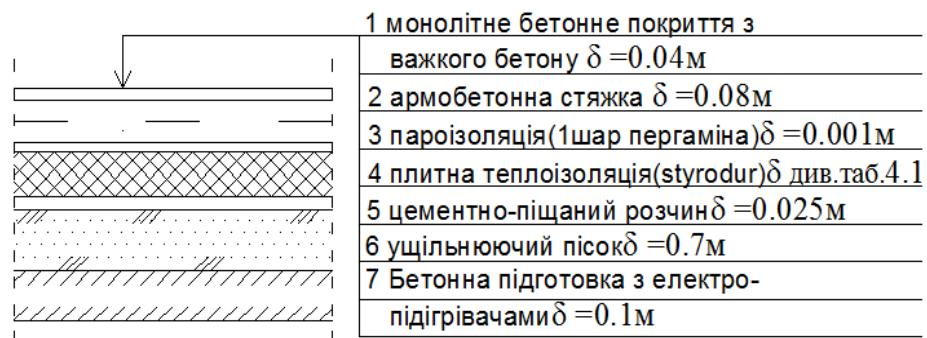 1 монолітне бетонне покриття з
важкого бетону δ =0.04м
2 армобетонна стяжка δ =0.08м
3 пароізоляція(1шар пергаміна)δ =0.001м
4 плитна теплоізоляція(styrodur)δ див.таб.4.1
5 цементно-піщаний розчинδ =0.025м
6 ущільнюючий пісокδ =0.7м
7 Бетонна підготовка з електро-
підігрівачамиδ =0.1м